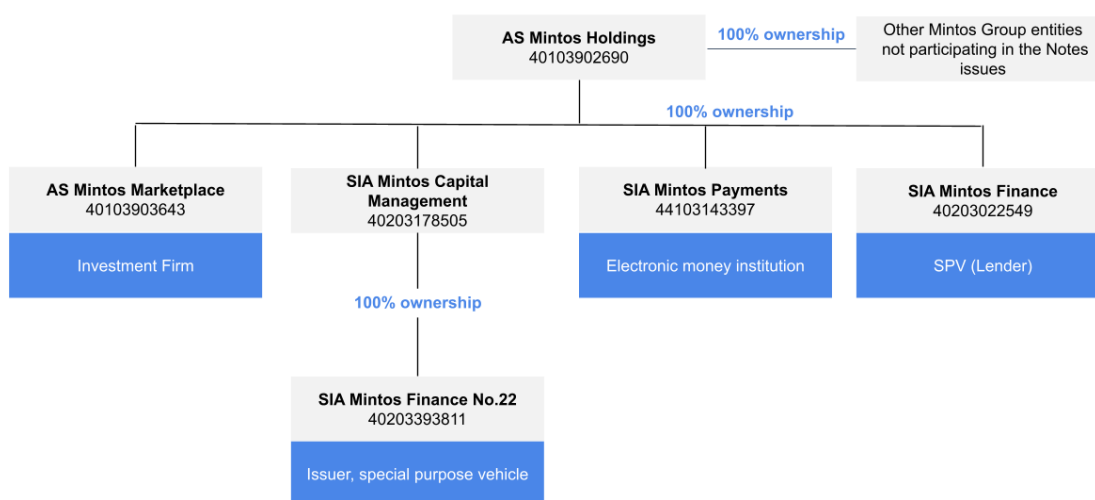 AS Mintos Holdings
40103902690
100% ownership
Other Mintos Group entities
not participating in the Notes
issues
100% ownership
AS Mintos Marketplace
40103903643
Investment Firm
SIA Mintos Capital
Management
40203178505
SIA Mintos Payments
44103143397
Electronic money institution
SIA Mintos Finance
40203022549
SPV (Lender)
100% ownership
SIA Mintos Finance No.22
40203393811
Issuer, special purpose vehicle